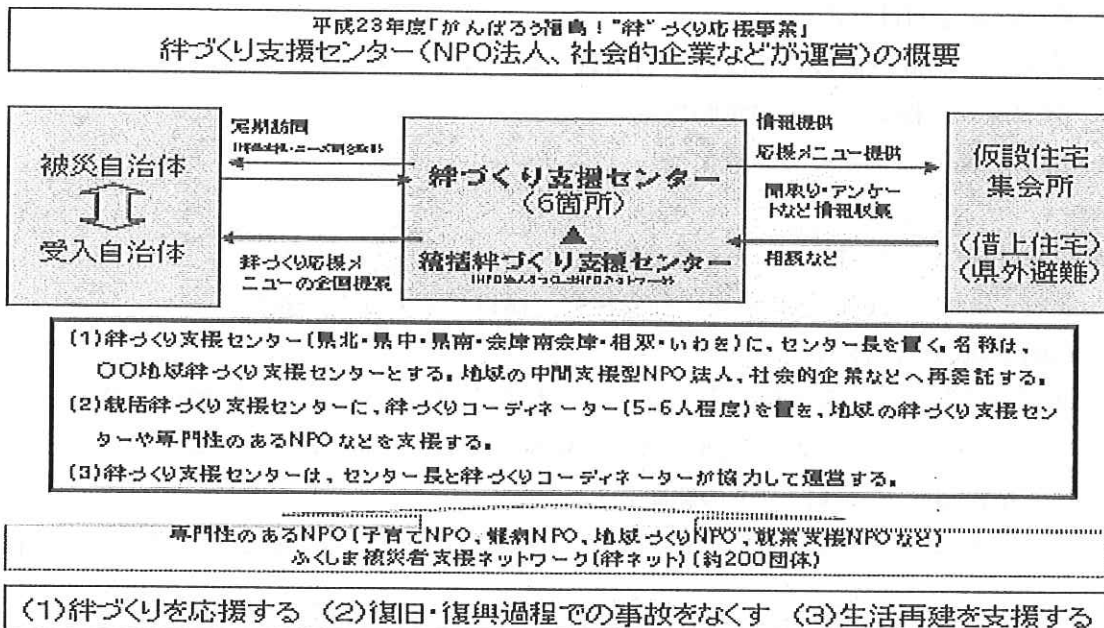 平成23年度「がんばろう福島！“絆”づくり応援事業」
絆づくり支援センター(NPO法人、社会的企業などが運営)の概要
被災自治体
受入自治体
定期訪問
絆づくり応援メ
ニューの全国提案
絆づくり支援センター
(6箇所)
統括絆づくり支援センター
情報提供
応援メニュー提供
聞取り・アンケー
トなど情報収集
相談など
仮設住宅
集会所
(借上住宅)
(県外避難)
(1)絆づくり支援センター(県北・県中・県南・会津南会津・相双・いわき)に、センター長を置く。名称は、
〇〇地域絆づくり支援センターとする。地域の中間支援型NPO法人、社会的企業などへ再委託する。
(2)統括絆づくり支援センターに、絆づくりコーディネーター(5-6人程度)を置き、地域の絆づくり支援セン
ターや専門性のあるNPOなどを支援する。
(3)絆づくり支援センターは、センター長と絆づくりコーディネーターが協力して運営する。
専門性のあるNPO(子育てNPO、難病NPO、地域づくりNPO、就業支援NPOなど)
ふくしま被災者支援ネットワーク(絆ネット)(約200団体)
(1)絆づくりを応援する (2)復旧・復興過程での事故をなくす (3)生活再建を支援する